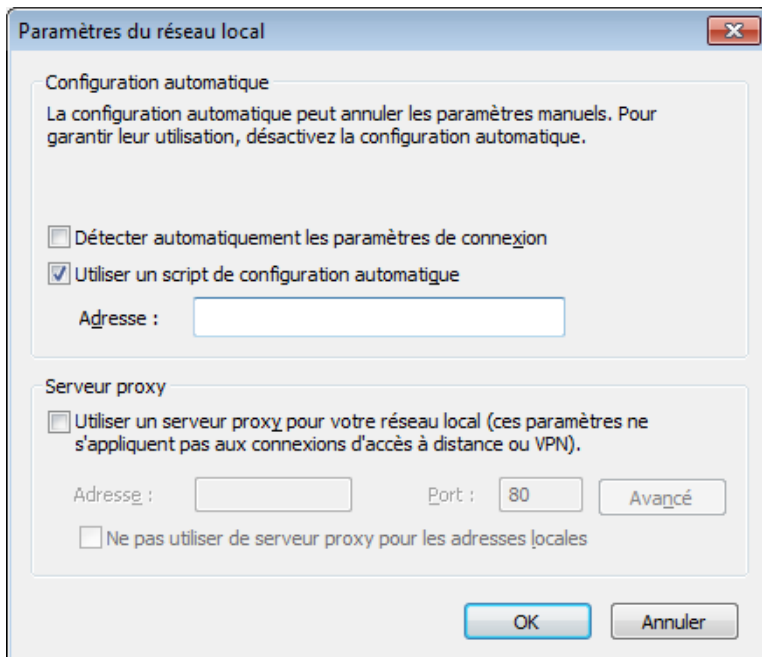 Paramètres du réseau local
Configuration automatique
La configuration automatique peut annuler les paramètres manuels. Pour
garantir leur utilisation, désactivez la configuration automatique.
Détecter automatiquement les paramètres de connexion
Utiliser un script de configuration automatique
Adresse :
Serveur proxy
Utiliser un serveur proxy pour votre réseau local (ces paramètres ne
s'appliquent pas aux connexions d'accès à distance ou VPN).
Adresse : Port : 80 Avancé
Ne pas utiliser de serveur proxy pour les adresses locales
OK Annuler